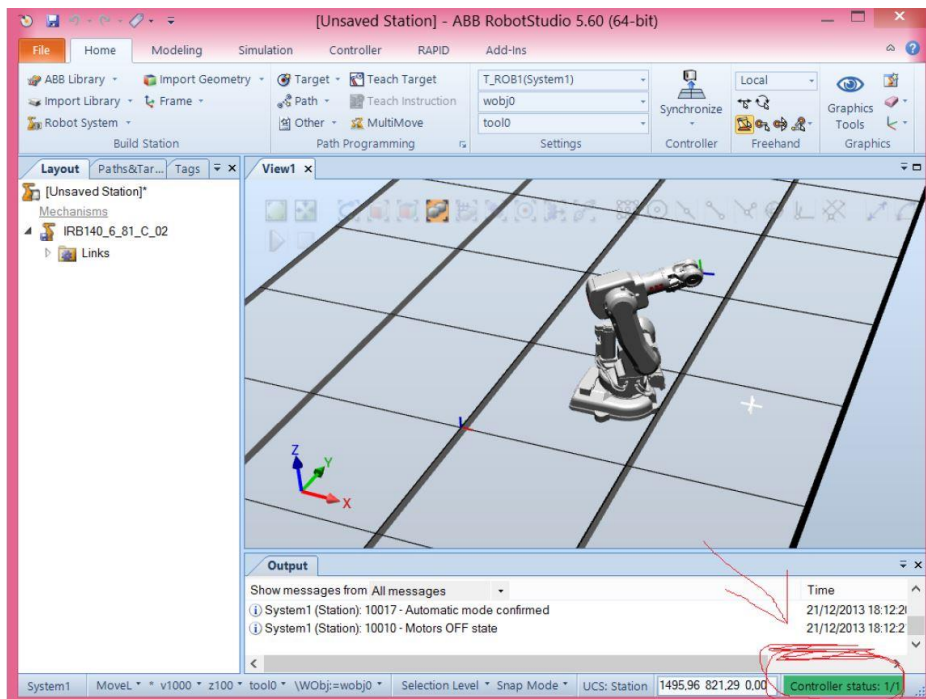 [Unsaved Station] - ABB RobotStudio 5.60 (64-bit)
File Home Modeling Simulation Controller RAPID Add-Ins
ABB Library Import Geometry Target Teach Target T_ROB1(System1) Synchronize Local Graphics Tools
Import Library Frame Path Teach Instruction wobj0
Robot System Other MultiMove tool0
Build Station Path Programming Settings Controller Freehand Graphics
Layout Paths&Tar... Tags View1
[Unsaved Station]*
Mechanisms
IRB140_6_81_C_02
Links
Z
Y
X
ABB
Output
Show messages from All messages Time
System1 (Station): 10017 - Automatic mode confirmed 21/12/2013 18:12:20
System1 (Station): 10010 - Motors OFF state 21/12/2013 18:12:2
System1 MoveL * v1000 z100 tool0 \WObj:=wobj0 Selection Level Snap Mode UCS: Station 1495,96 821,29 0,00 Controller status: 1/1